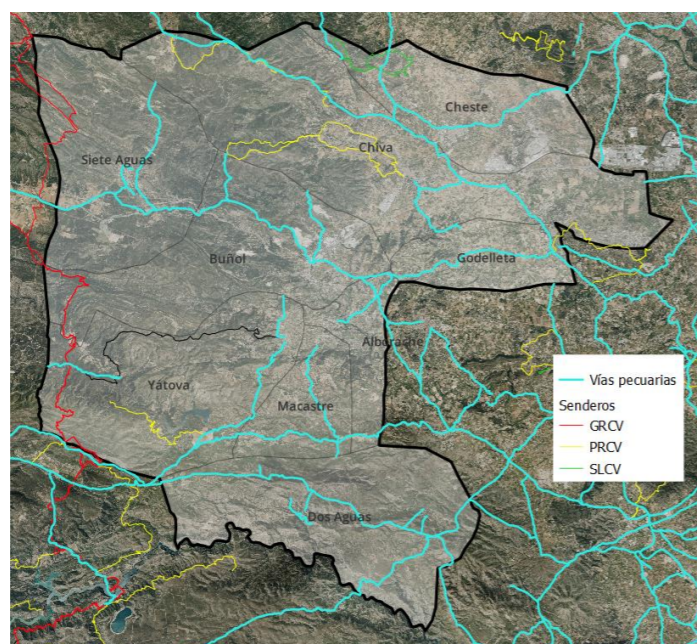 Cheste
Chiva
Siete Aguas
Buñol
Godelleta
Alborache
Yátova
Macastre
Dos Aguas
Vías pecuarias
Senderos
GRCV
PRCV
SLCV